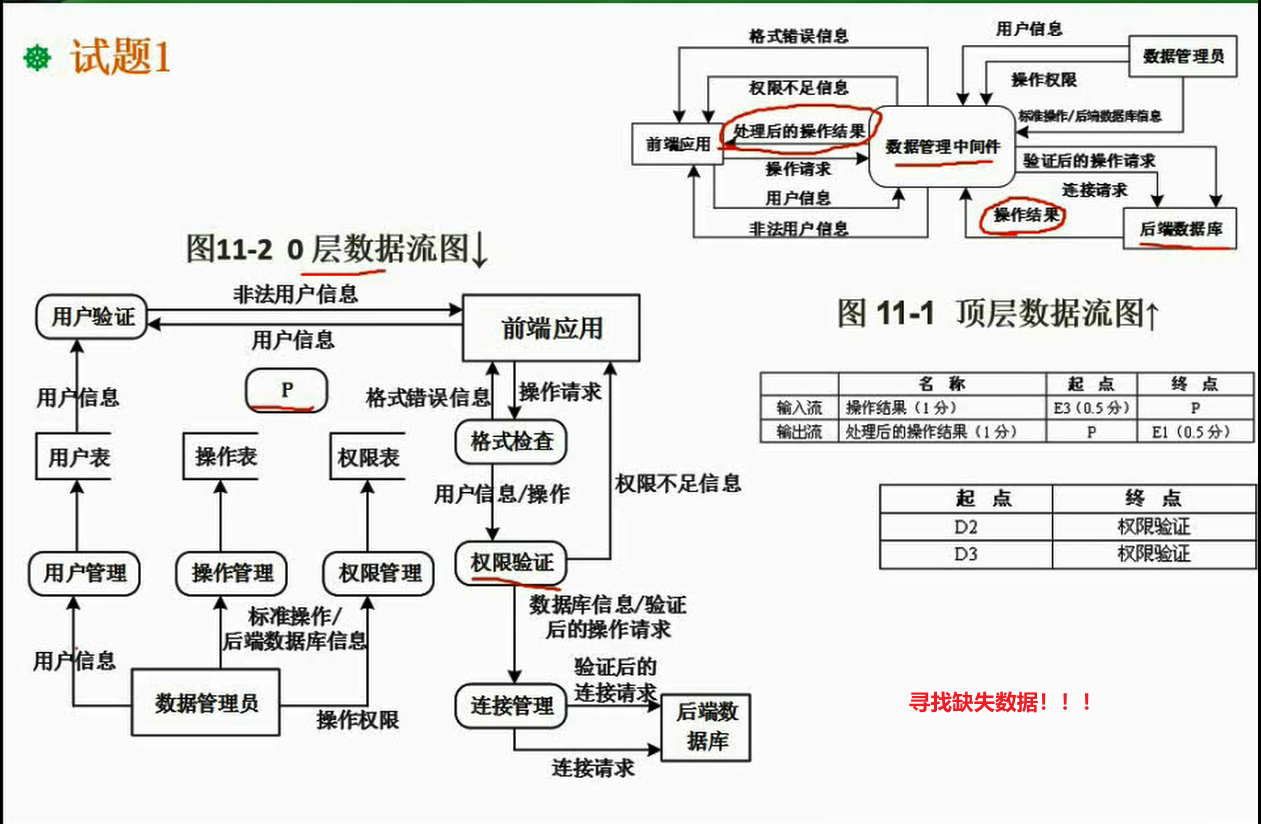 试题1
格式错误信息
用户信息
数据管理员
权限不足信息
操作权限
处理后的操作结果
标准操作/后端数据库信息
前端应用
数据管理中间件
操作请求
验证后的操作请求
用户信息
连接请求
非法用户信息
操作结果
后端数据库
图11-2 0 层数据流图↓
图 11-1 顶层数据流图↑
用户验证
非法用户信息
用户信息
前端应用
P
用户信息
格式错误信息
操作请求
格式检查
用户表
操作表
权限表
用户信息/操作
权限不足信息
用户管理
操作管理
权限管理
权限验证
标准操作/
后端数据库信息
数据库信息/验证
后的操作请求
用户信息
数据管理员
操作权限
验证后的
连接请求
连接管理
后端数
据库
连接请求
名 称 起 点 终 点
输入流 操作结果（1分） E3（0.5分） P
输出流 处理后的操作结果（1分） P E1（0.5分）
起 点 终 点
D2 权限验证
D3 权限验证
寻找缺失数据！！！